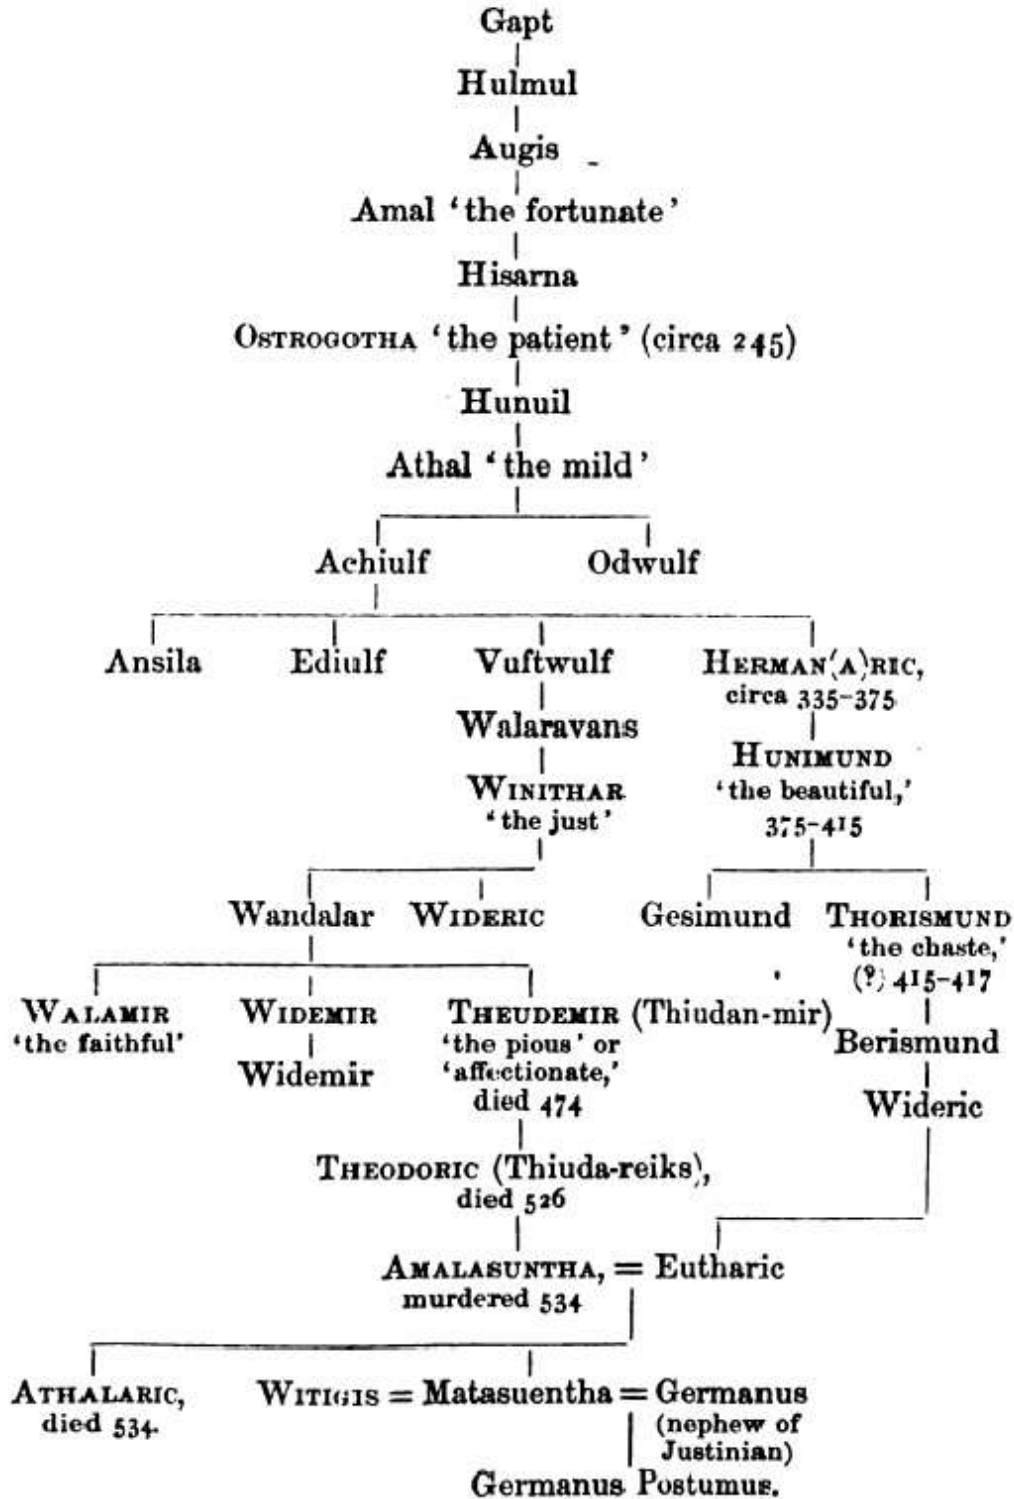 Gapt
Hulmul
Augis
Amal ‘the fortunate’
Hisarna
OSTROGOTHA ‘the patient’ (circa 245)
Hunuil
Athal ‘the mild’
Achiulf Odwulf
Ansila Ediulf Vuftwulf HERMAN(A)RIC,
circa 335–375
Walaravans
HUNIMUND
‘the beautiful,’
375–415
WINITHAR
‘the just’
Wandalar WIDERIC Gesimund THORISMUND
‘the chaste,’
(?) 415–417
WALAMIR
‘the faithful’
WIDEMIR
Widemir
THEUDEMIR (Thiudan-mir)
‘the pious’ or
‘affectionate,’
died 474
Berismund
Wideric
THEODORIC (Thiuda-reiks),
died 526
AMALASUNTHA, = Eutharic
murdered 534
ATHALARIC,
died 534.
WITIGIS = Matasuentha = Germanus
(nephew of
Justinian)
Germanus Postumus.